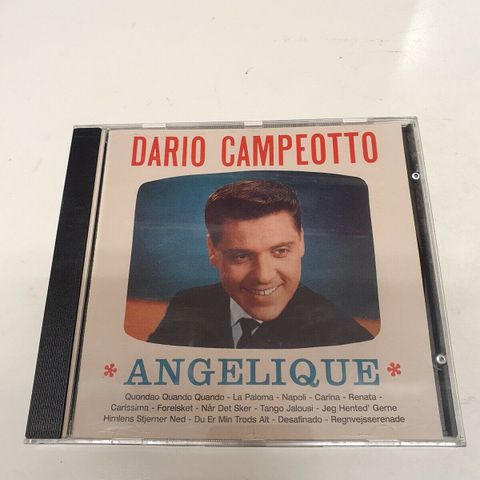 DARIO CAMPEOTTO
* ANGELIQUE *
Quondao Quando Quando - La Paloma - Napoli - Carina - Renata -
Carissima - Forelsket - Når Det Sker - Tango Jalousi - Jeg Hented' Gerne
Himlens Stjerner Ned - Du Er Min Trods Alt - Desafinado - Regnvejsserenade